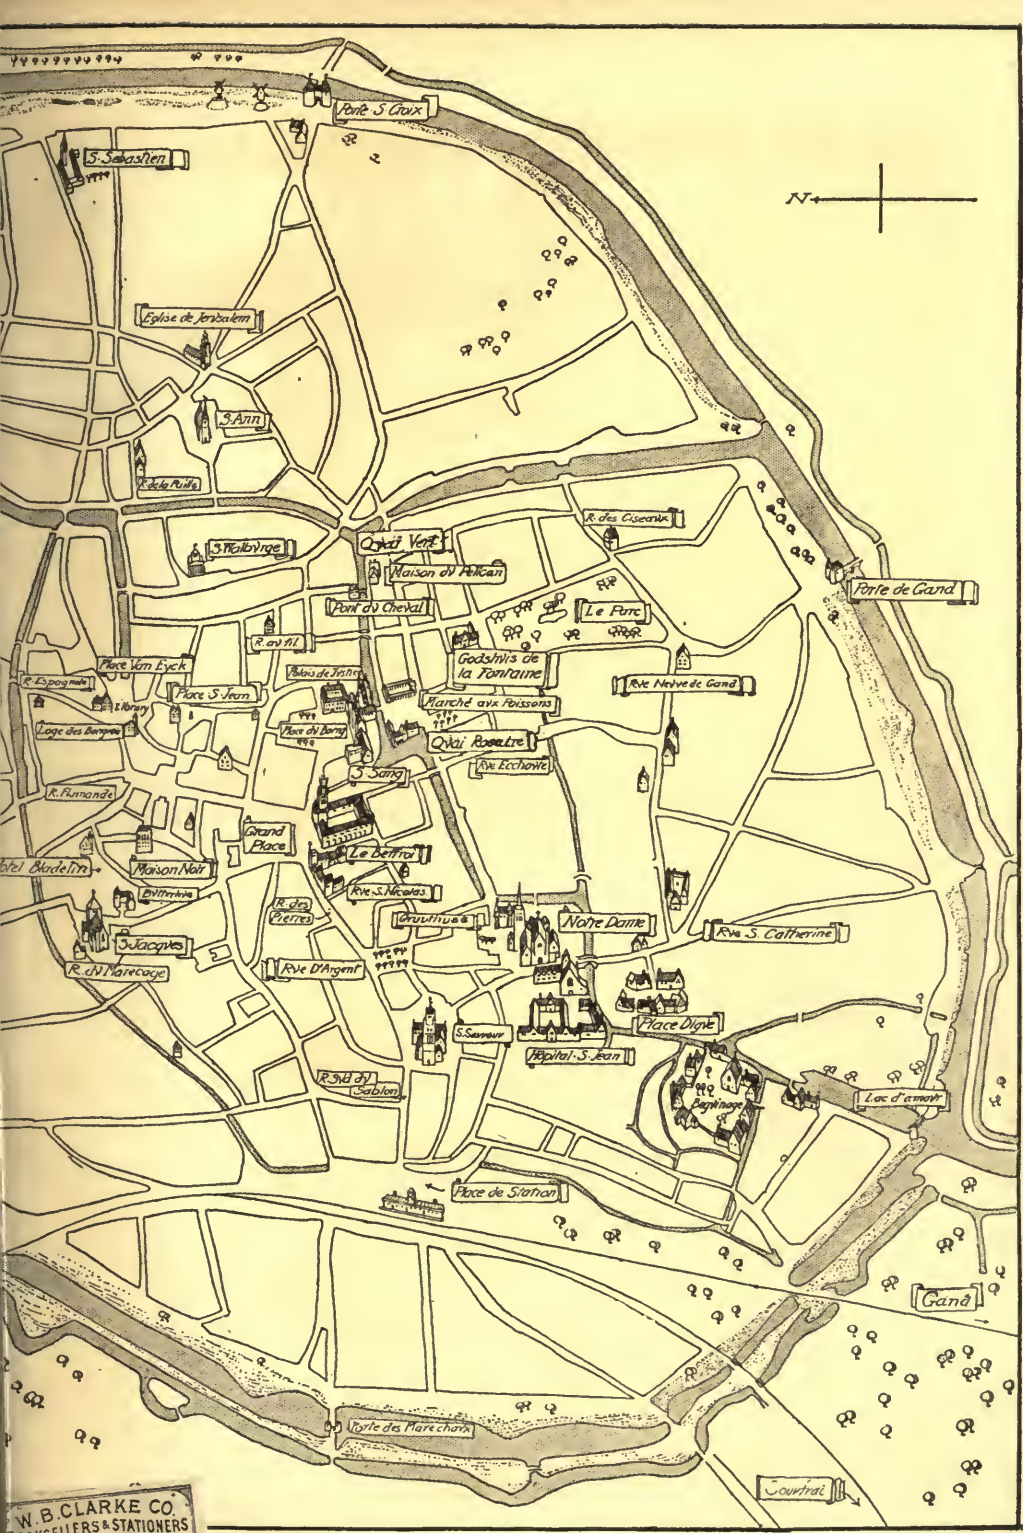 Porte S. Croix
S. Sebastien
N
Eglise de Jerusalem
S. Ann
R. de la Puille
R. des Ciseaux
S. Walburge
Quai Vert
Maison du Pelican
Porte de Gand
Pont du Cheval
Le Parc
R. au fil
Godshuis de
la Fontaine
Place Van Eyck
Palais de Justice
R. Espagnole
Place S. Jean
Rue Neuve de Gand
Library
Marché aux Poissons
Loge des Bourgeois
Place du Bourg
Quai Rosaire
Rue Ecchoute
S. Sang
R. Flamande
Grand
Place
Le Beffroi
Hotel Bladelin
Maison Noir
Rue S. Nicolas
R. des
Pierres
Gruuthuse
Notre Dame
Rue S. Catherine
S. Jacques
R. du Marecage
Rue D'Argent
Place Digue
S. Sauveur
Hôpital S. Jean
R. Sud du
Sablon
Beguinage
Lac d'amour
Place de Station
Gand
Porte des Marechaux
Courtrai
W. B. CLARKE CO.
BOOKSELLERS & STATIONERS